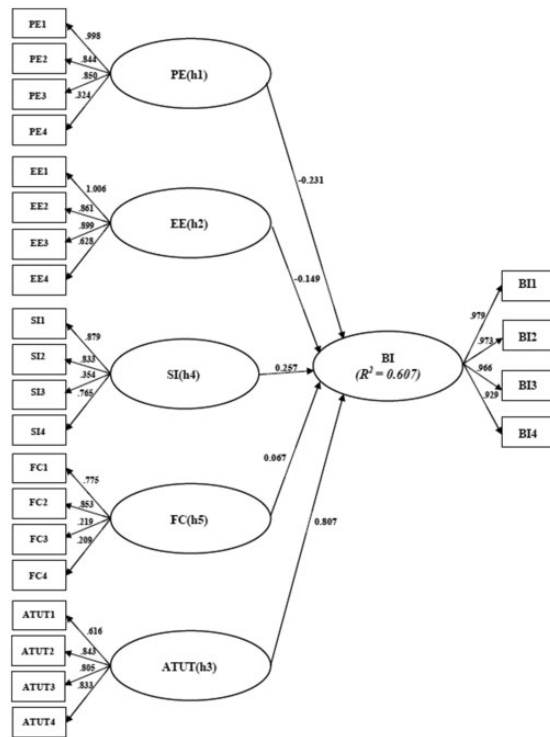 PE1
.998
PE2
.844
PE3
.850
PE4
.324
PE(h1)
-0.231
EE1
1.006
EE2
.861
EE3
.899
EE4
.628
EE(h2)
-0.149
SI1
.879
SI2
.833
SI3
.354
SI4
.765
SI(h4)
0.257
FC1
.775
FC2
.853
FC3
.219
FC4
.209
FC(h5)
0.067
ATUT1
.616
ATUT2
.843
ATUT3
.805
ATUT4
.833
ATUT(h3)
0.807
BI
(R² = 0.607)
BI1
.979
BI2
.973
BI3
.966
BI4
.929